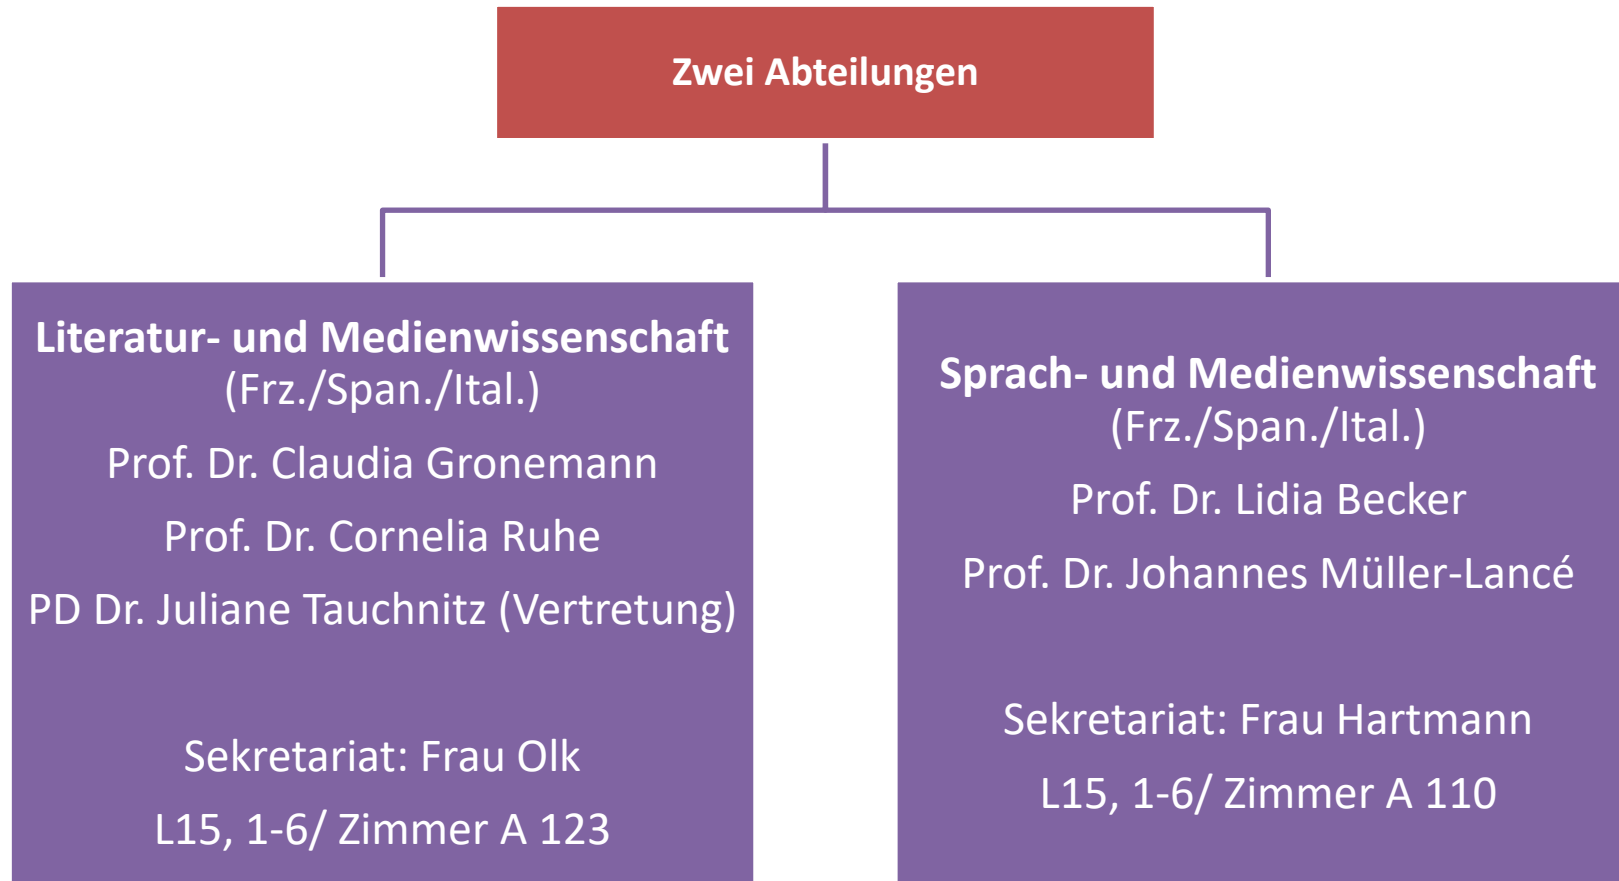 Zwei Abteilungen
Literatur- und Medienwissenschaft
(Frz./Span./Ital.)
Prof. Dr. Claudia Gronemann
Prof. Dr. Cornelia Ruhe
PD Dr. Juliane Tauchnitz (Vertretung)
Sekretariat: Frau Olk
L15, 1-6/ Zimmer A 123
Sprach- und Medienwissenschaft
(Frz./Span./Ital.)
Prof. Dr. Lidia Becker
Prof. Dr. Johannes Müller-Lancé
Sekretariat: Frau Hartmann
L15, 1-6/ Zimmer A 110